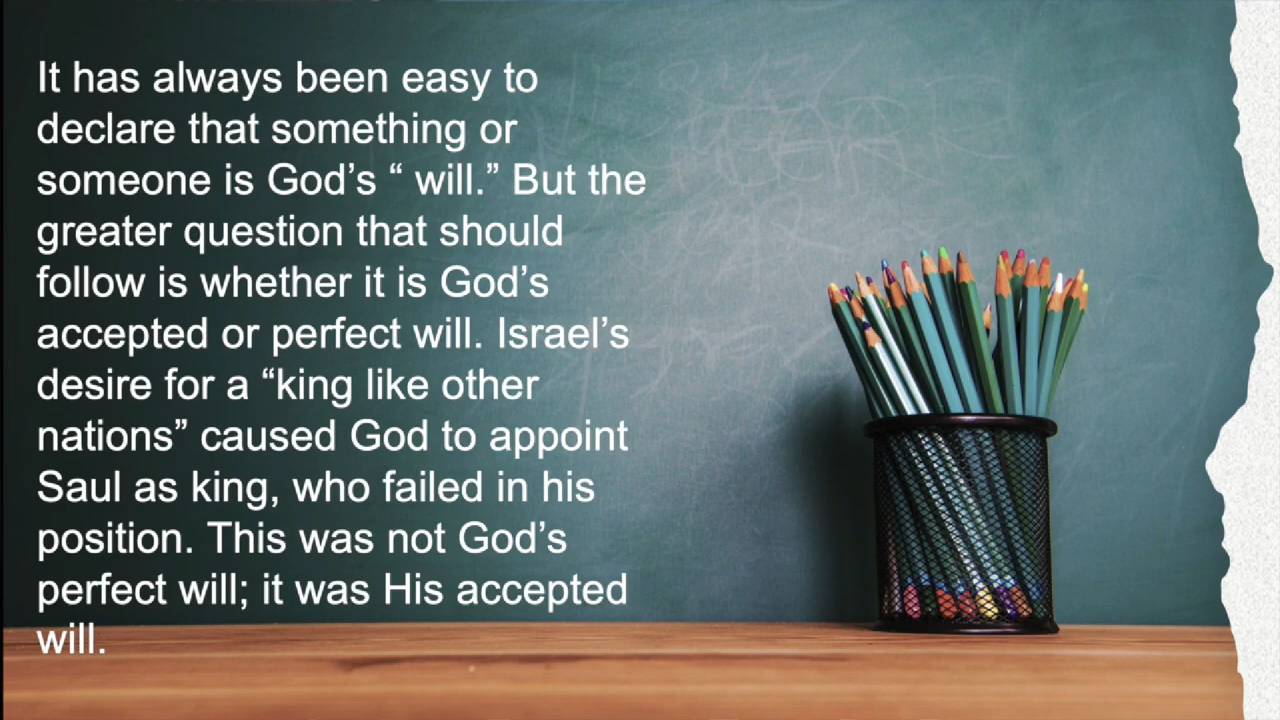 It has always been easy to
declare that something or
someone is God’s “ will.” But the
greater question that should
follow is whether it is God’s
accepted or perfect will. Israel’s
desire for a “king like other
nations” caused God to appoint
Saul as king, who failed in his
position. This was not God’s
perfect will; it was His accepted
will.